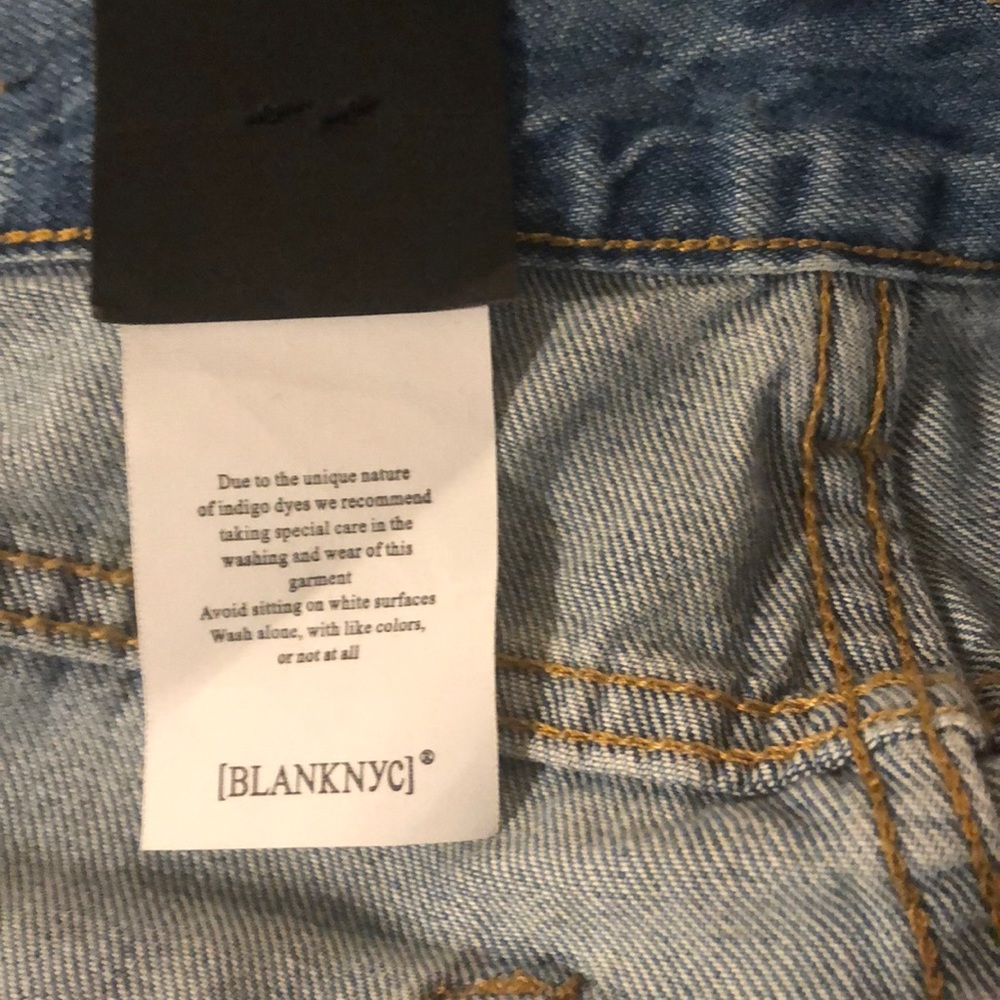 Due to the unique nature
of indigo dyes we recommend
taking special care in the
washing and wear of this
garment
Avoid sitting on white surfaces
Wash alone, with like colors,
or not at all
[BLANKNYC]®